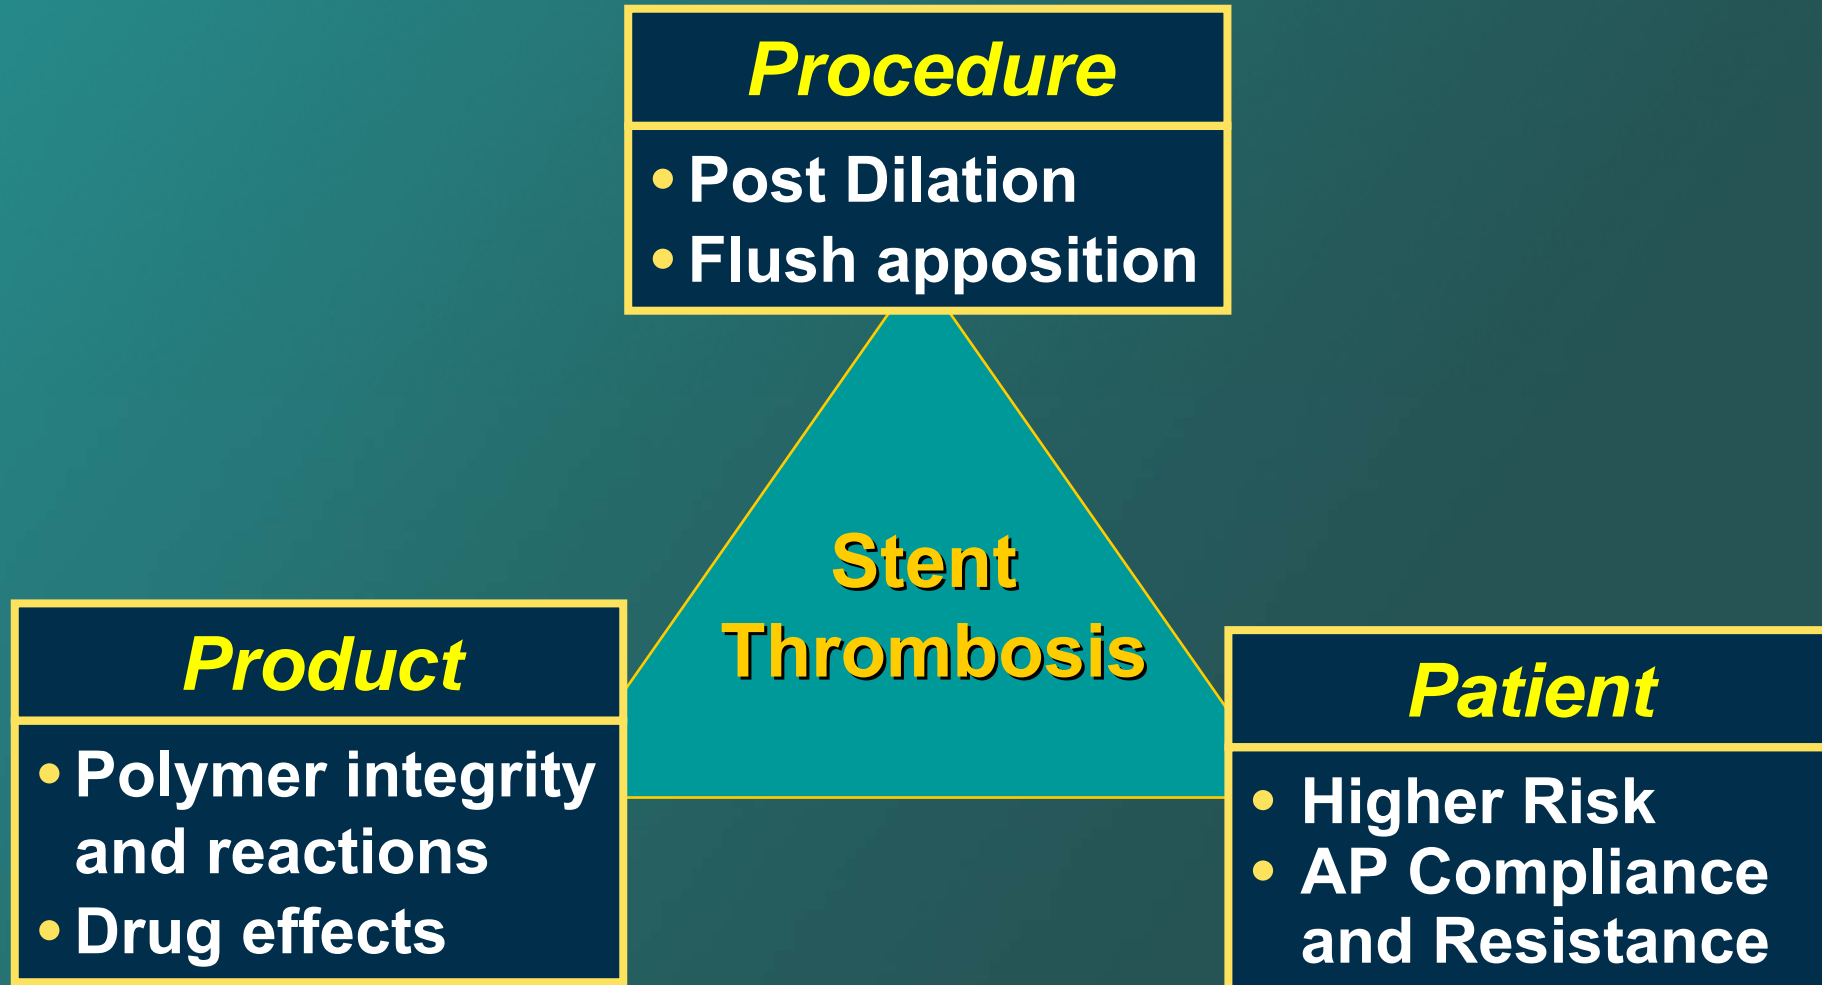 Procedure
• Post Dilation
• Flush apposition
Stent
Thrombosis
Product
• Polymer integrity
and reactions
• Drug effects
Patient
• Higher Risk
• AP Compliance
and Resistance